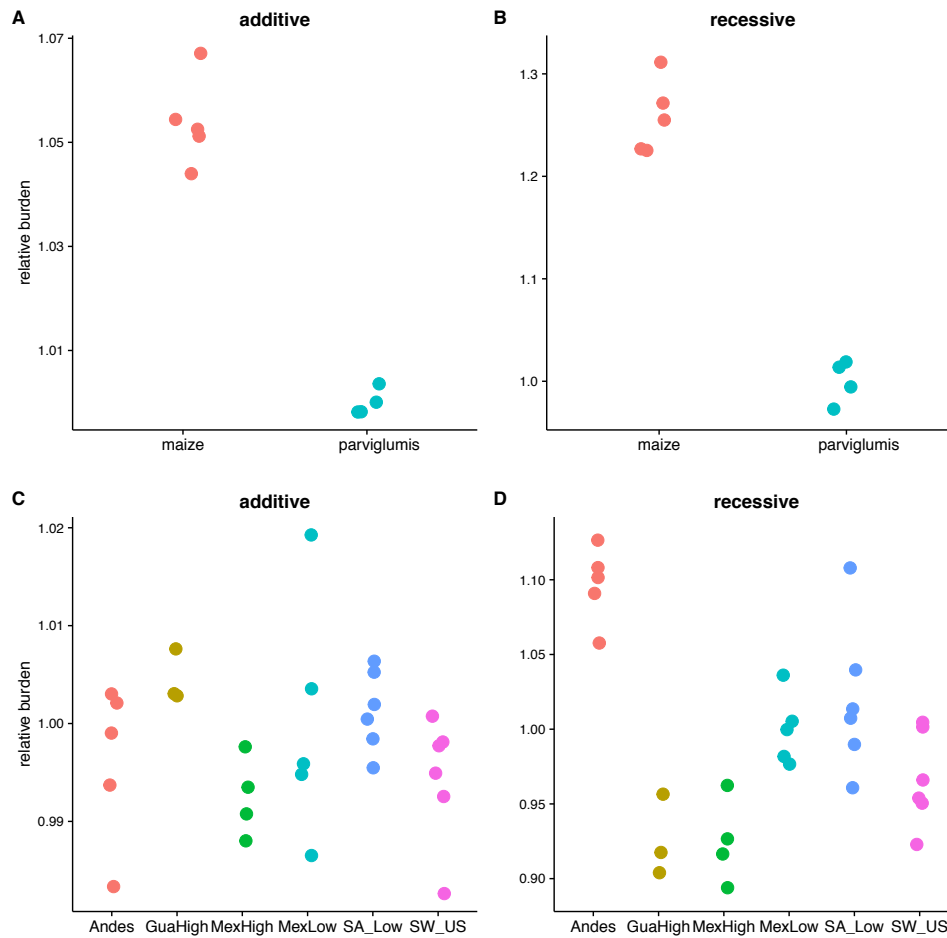 A
additive
relative burden
1.07
1.05
1.03
1.01
maize parviglumis
B
recessive
1.3
1.2
1.1
1.0
maize parviglumis
C
additive
relative burden
1.02
1.01
1.00
0.99
Andes GuaHigh MexHigh MexLow SA_Low SW_US
D
recessive
1.10
1.05
1.00
0.95
0.90
Andes GuaHigh MexHigh MexLow SA_Low SW_US